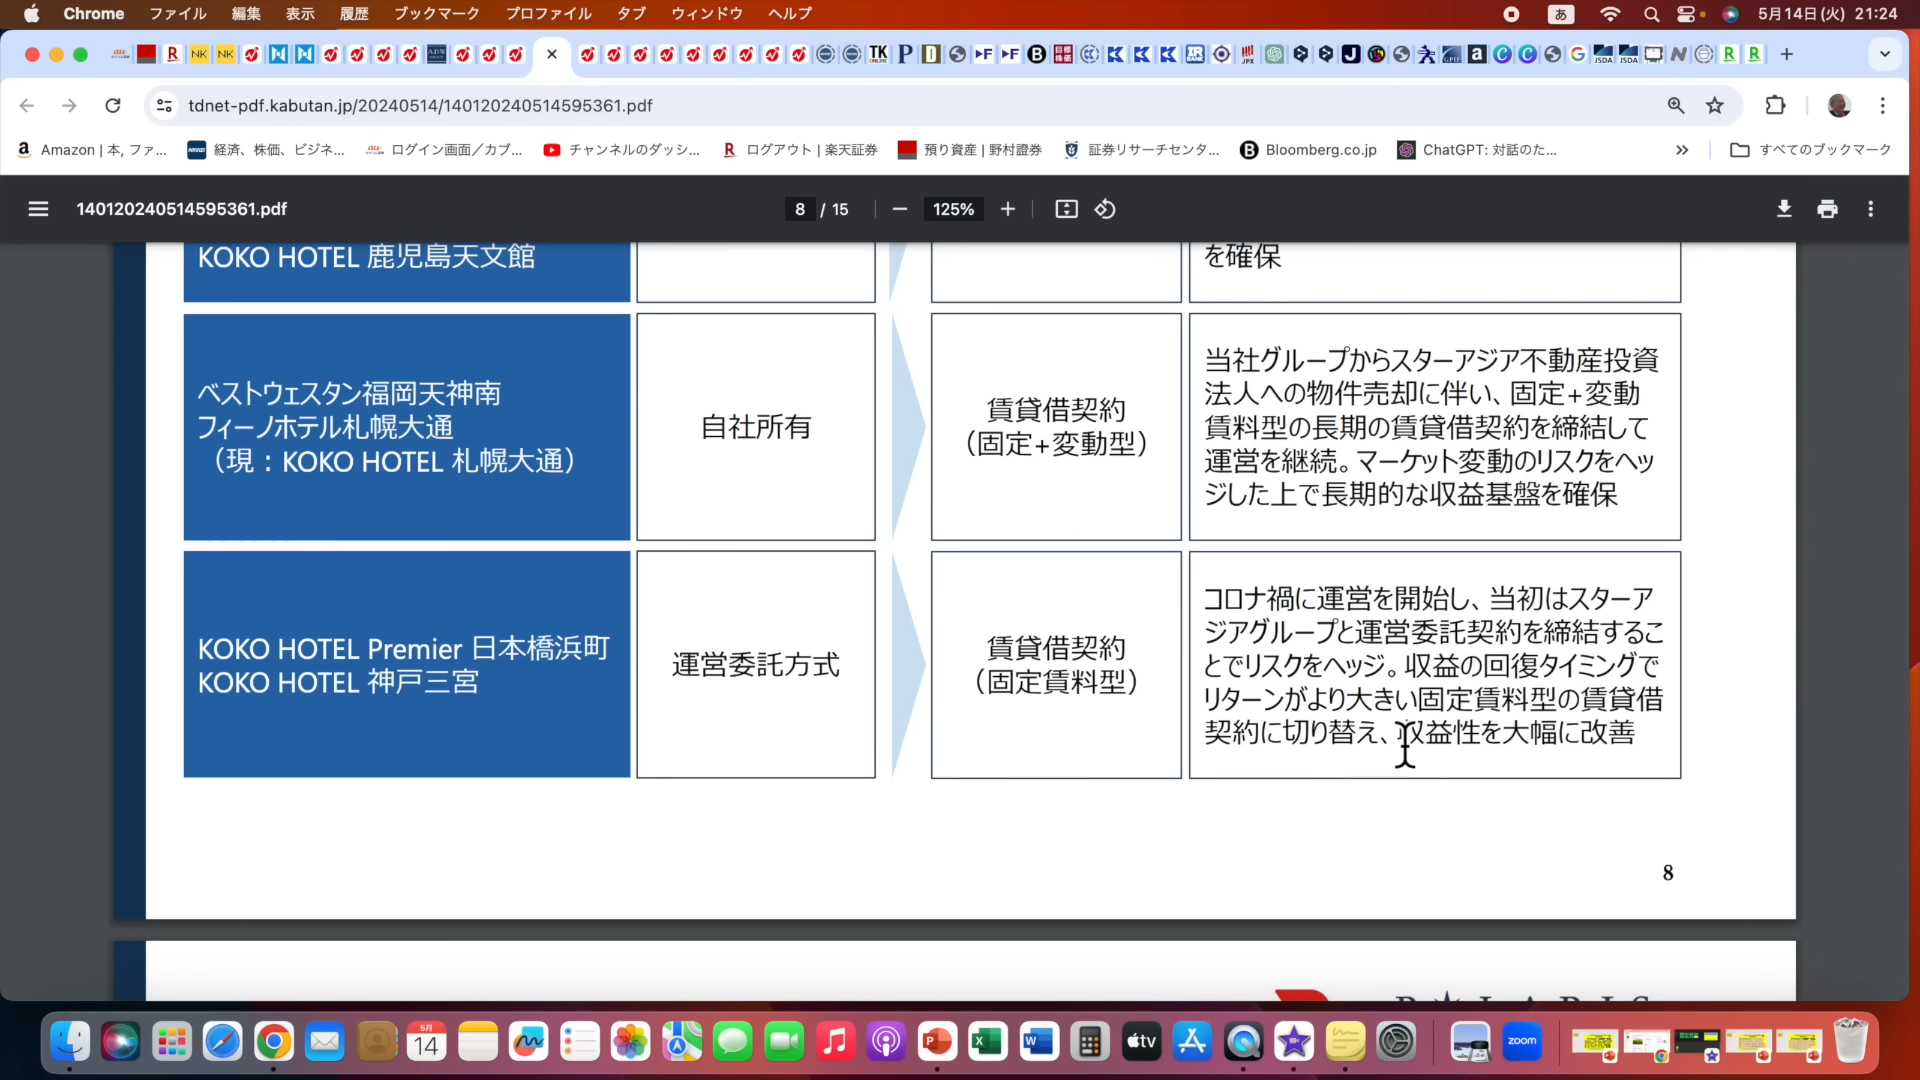 Chrome ファイル 編集 表示 履歴 ブックマーク プロファイル タブ ウィンドウ ヘルプ あ 5月14日(火) 21:24
tdnet-pdf.kabutan.jp/20240514/140120240514595361.pdf
Amazon | 本, ファ... 経済、株価、ビジネ... ログイン画面／カブ... チャンネルのダッシ... ログアウト | 楽天証券 預り資産 | 野村證券 証券リサーチセンタ... Bloomberg.co.jp ChatGPT: 対話のた... すべてのブックマーク
140120240514595361.pdf 8 / 15 125%
KOKO HOTEL 鹿児島天文館
を確保
ベストウェスタン福岡天神南
フィーノホテル札幌大通
（現：KOKO HOTEL 札幌大通）
自社所有
賃貸借契約
（固定+変動型）
当社グループからスターアジア不動産投資
法人への物件売却に伴い、固定+変動
賃料型の長期の賃貸借契約を締結して
運営を継続。マーケット変動のリスクをヘッ
ジした上で長期的な収益基盤を確保
KOKO HOTEL Premier 日本橋浜町
KOKO HOTEL 神戸三宮
運営委託方式
賃貸借契約
（固定賃料型）
コロナ禍に運営を開始し、当初はスターア
ジアグループと運営委託契約を締結するこ
とでリスクをヘッジ。収益の回復タイミングで
リターンがより大きい固定賃料型の賃貸借
契約に切り替え、収益性を大幅に改善
8
5月
14
tv
zoom